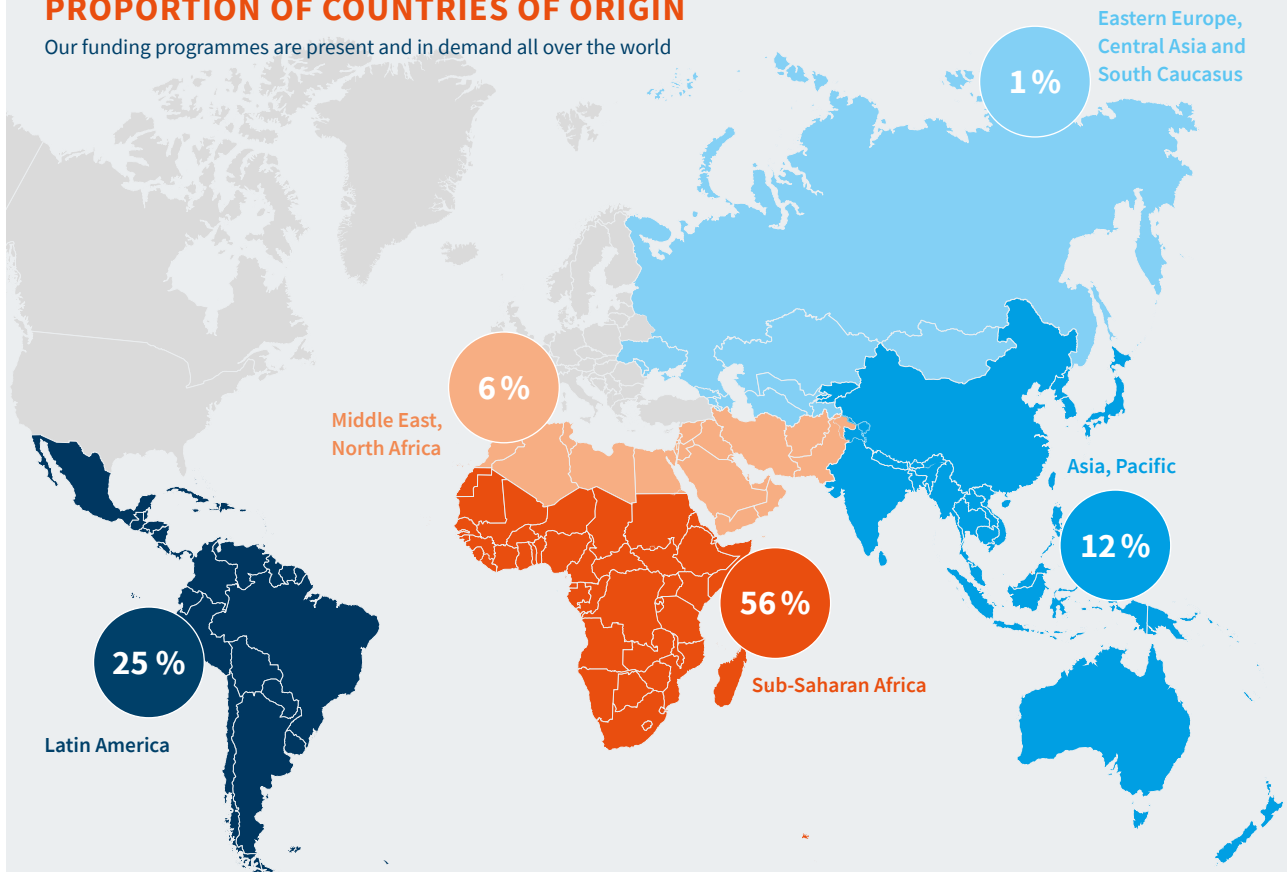 PROPORTION OF COUNTRIES OF ORIGIN
Our funding programmes are present and in demand all over the world
Eastern Europe,
Central Asia and
South Caucasus
1 %
6 %
Middle East,
North Africa
Asia, Pacific
12 %
56 %
Sub-Saharan Africa
25 %
Latin America